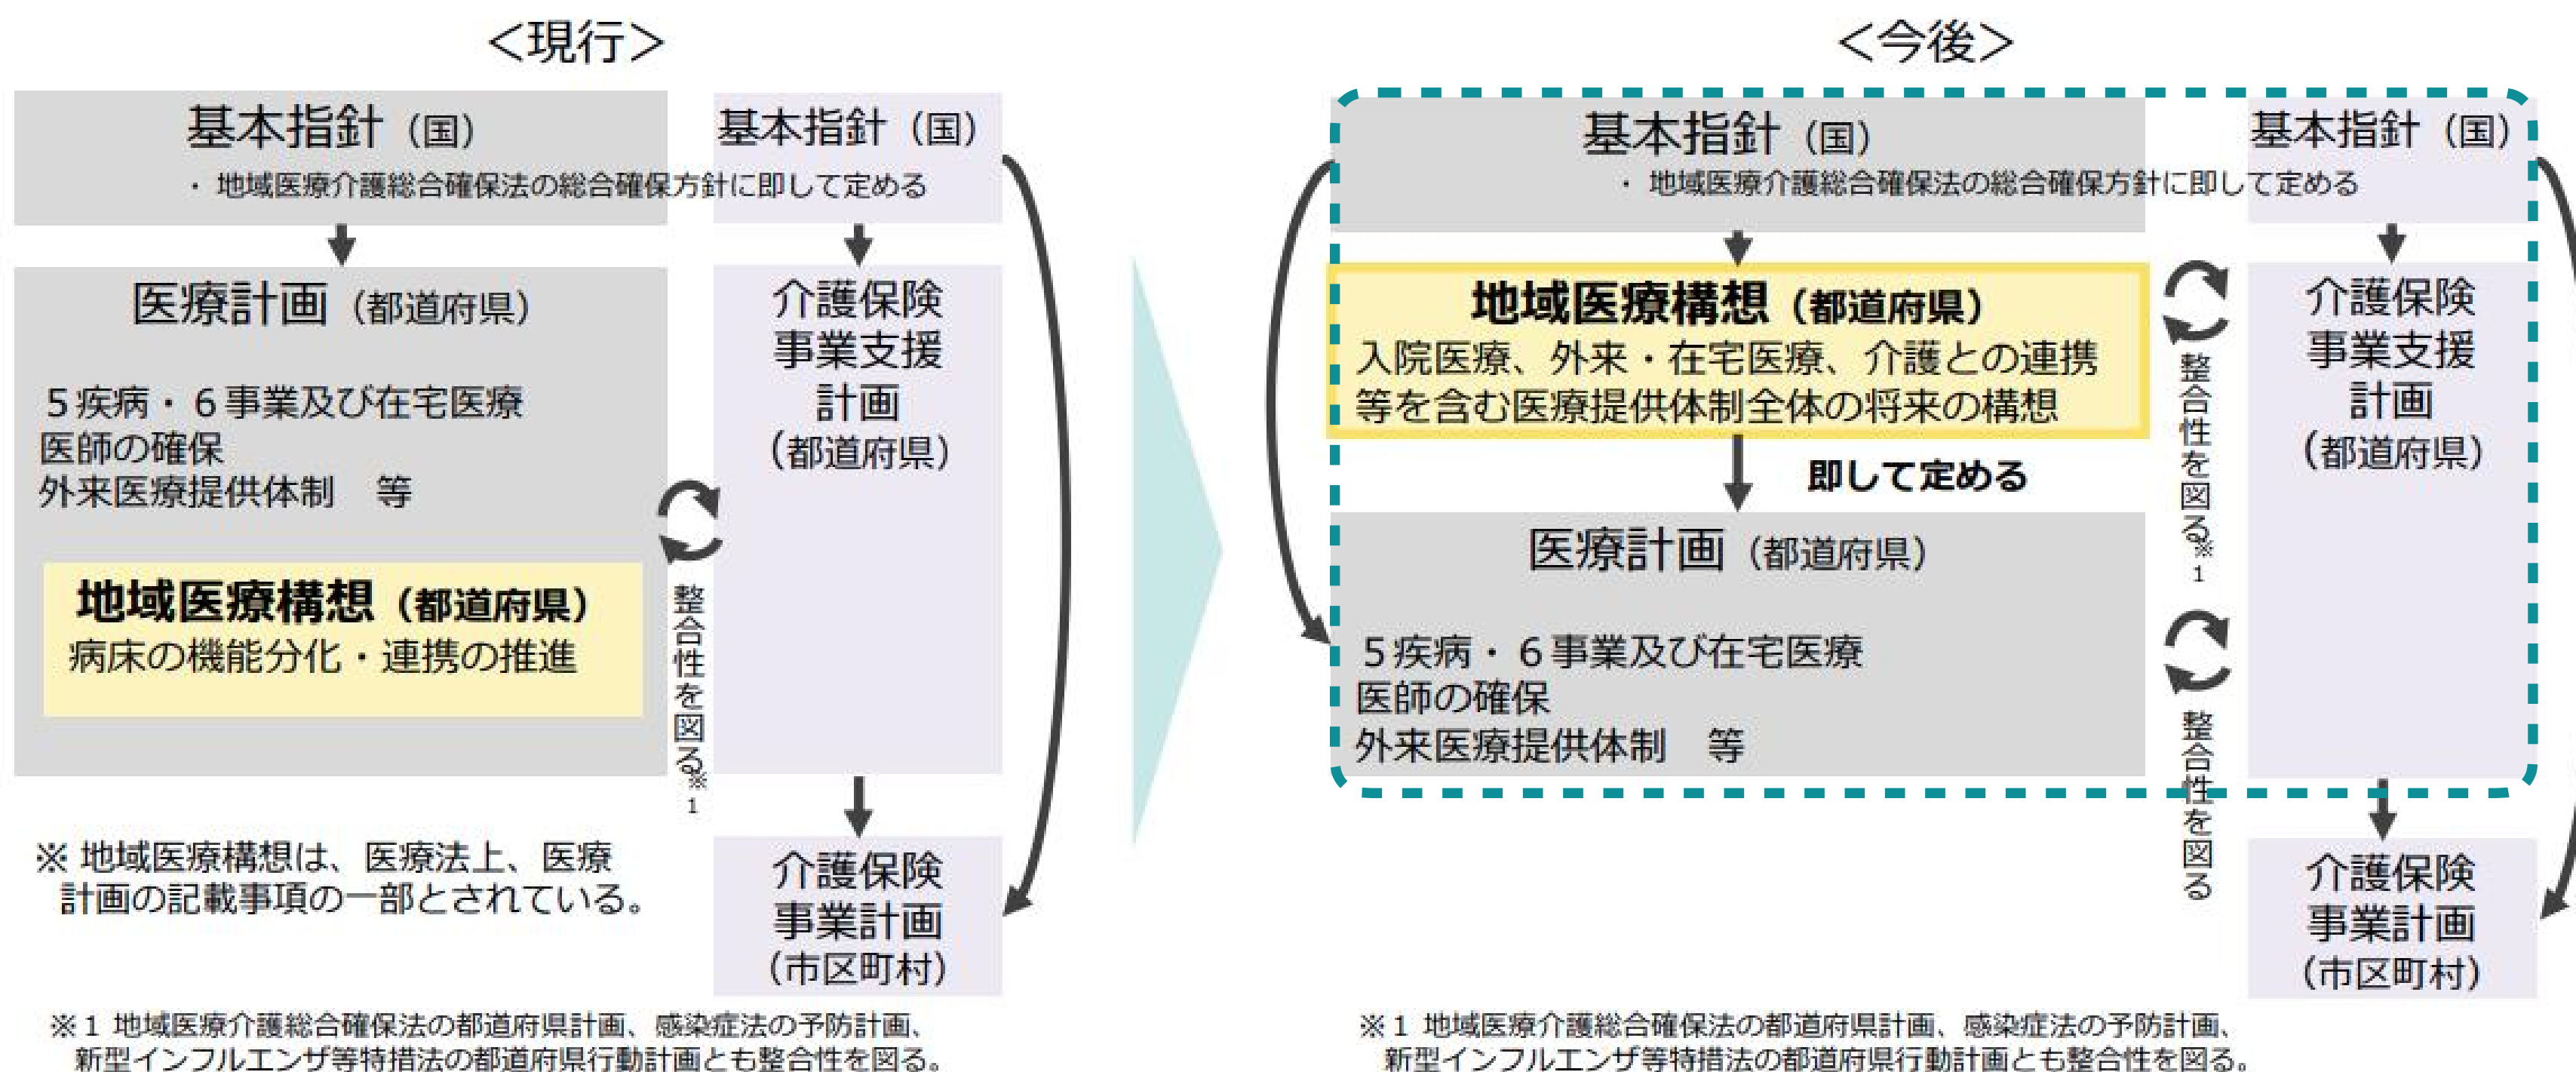 ＜現行＞
基本指針（国）
基本指針（国）
・ 地域医療介護総合確保法の総合確保方針に即して定める
医療計画（都道府県）
５疾病・６事業及び在宅医療
医師の確保
外来医療提供体制　等
地域医療構想（都道府県）
病床の機能分化・連携の推進
整合性を図る※1
介護保険
事業支援
計画
（都道府県）
※ 地域医療構想は、医療法上、医療
計画の記載事項の一部とされている。
介護保険
事業計画
（市区町村）
※１ 地域医療介護総合確保法の都道府県計画、感染症法の予防計画、
新型インフルエンザ等特措法の都道府県行動計画とも整合性を図る。
＜今後＞
基本指針（国）
基本指針（国）
・ 地域医療介護総合確保法の総合確保方針に即して定める
地域医療構想（都道府県）
入院医療、外来・在宅医療、介護との連携
等を含む医療提供体制全体の将来の構想
即して定める
医療計画（都道府県）
５疾病・６事業及び在宅医療
医師の確保
外来医療提供体制　等
整合性を図る※1
整合性を図る
介護保険
事業支援
計画
（都道府県）
介護保険
事業計画
（市区町村）
※１ 地域医療介護総合確保法の都道府県計画、感染症法の予防計画、
新型インフルエンザ等特措法の都道府県行動計画とも整合性を図る。